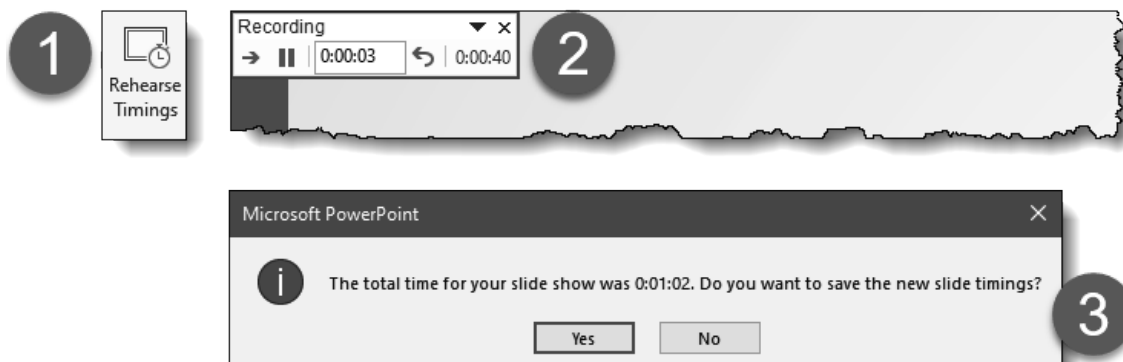 1
Rehearse
Timings
Recording
0:00:03
0:00:40
2
Microsoft PowerPoint
The total time for your slide show was 0:01:02. Do you want to save the new slide timings?
Yes
No
3